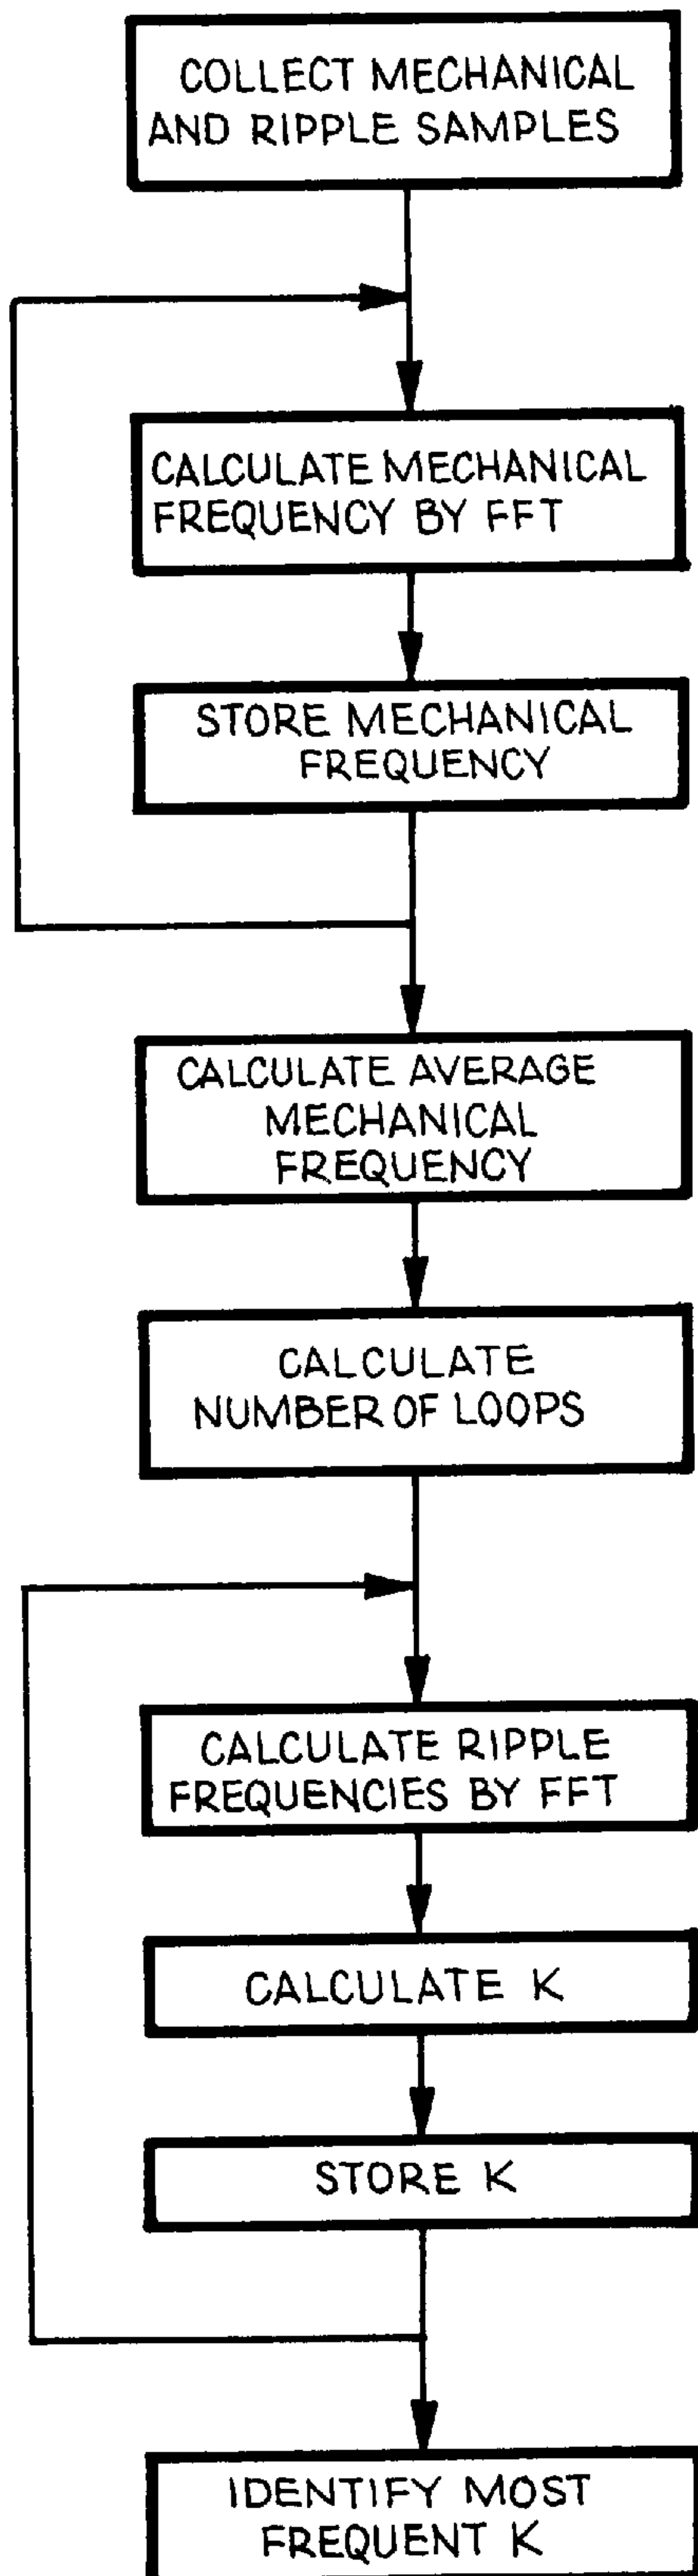 COLLECT MECHANICAL
AND RIPPLE SAMPLES
CALCULATE MECHANICAL
FREQUENCY BY FFT
STORE MECHANICAL
FREQUENCY
CALCULATE AVERAGE
MECHANICAL
FREQUENCY
CALCULATE
NUMBER OF LOOPS
CALCULATE RIPPLE
FREQUENCIES BY FFT
CALCULATE K
STORE K
IDENTIFY MOST
FREQUENT K